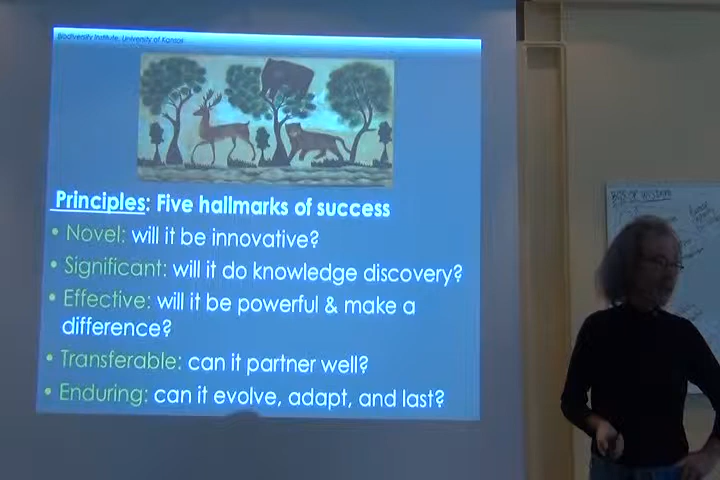 Biodiversity Institute, University of Kansas
Principles: Five hallmarks of success
• Novel: will it be innovative?
• Significant: will it do knowledge discovery?
• Effective: will it be powerful & make a
difference?
• Transferable: can it partner well?
• Enduring: can it evolve, adapt, and last?